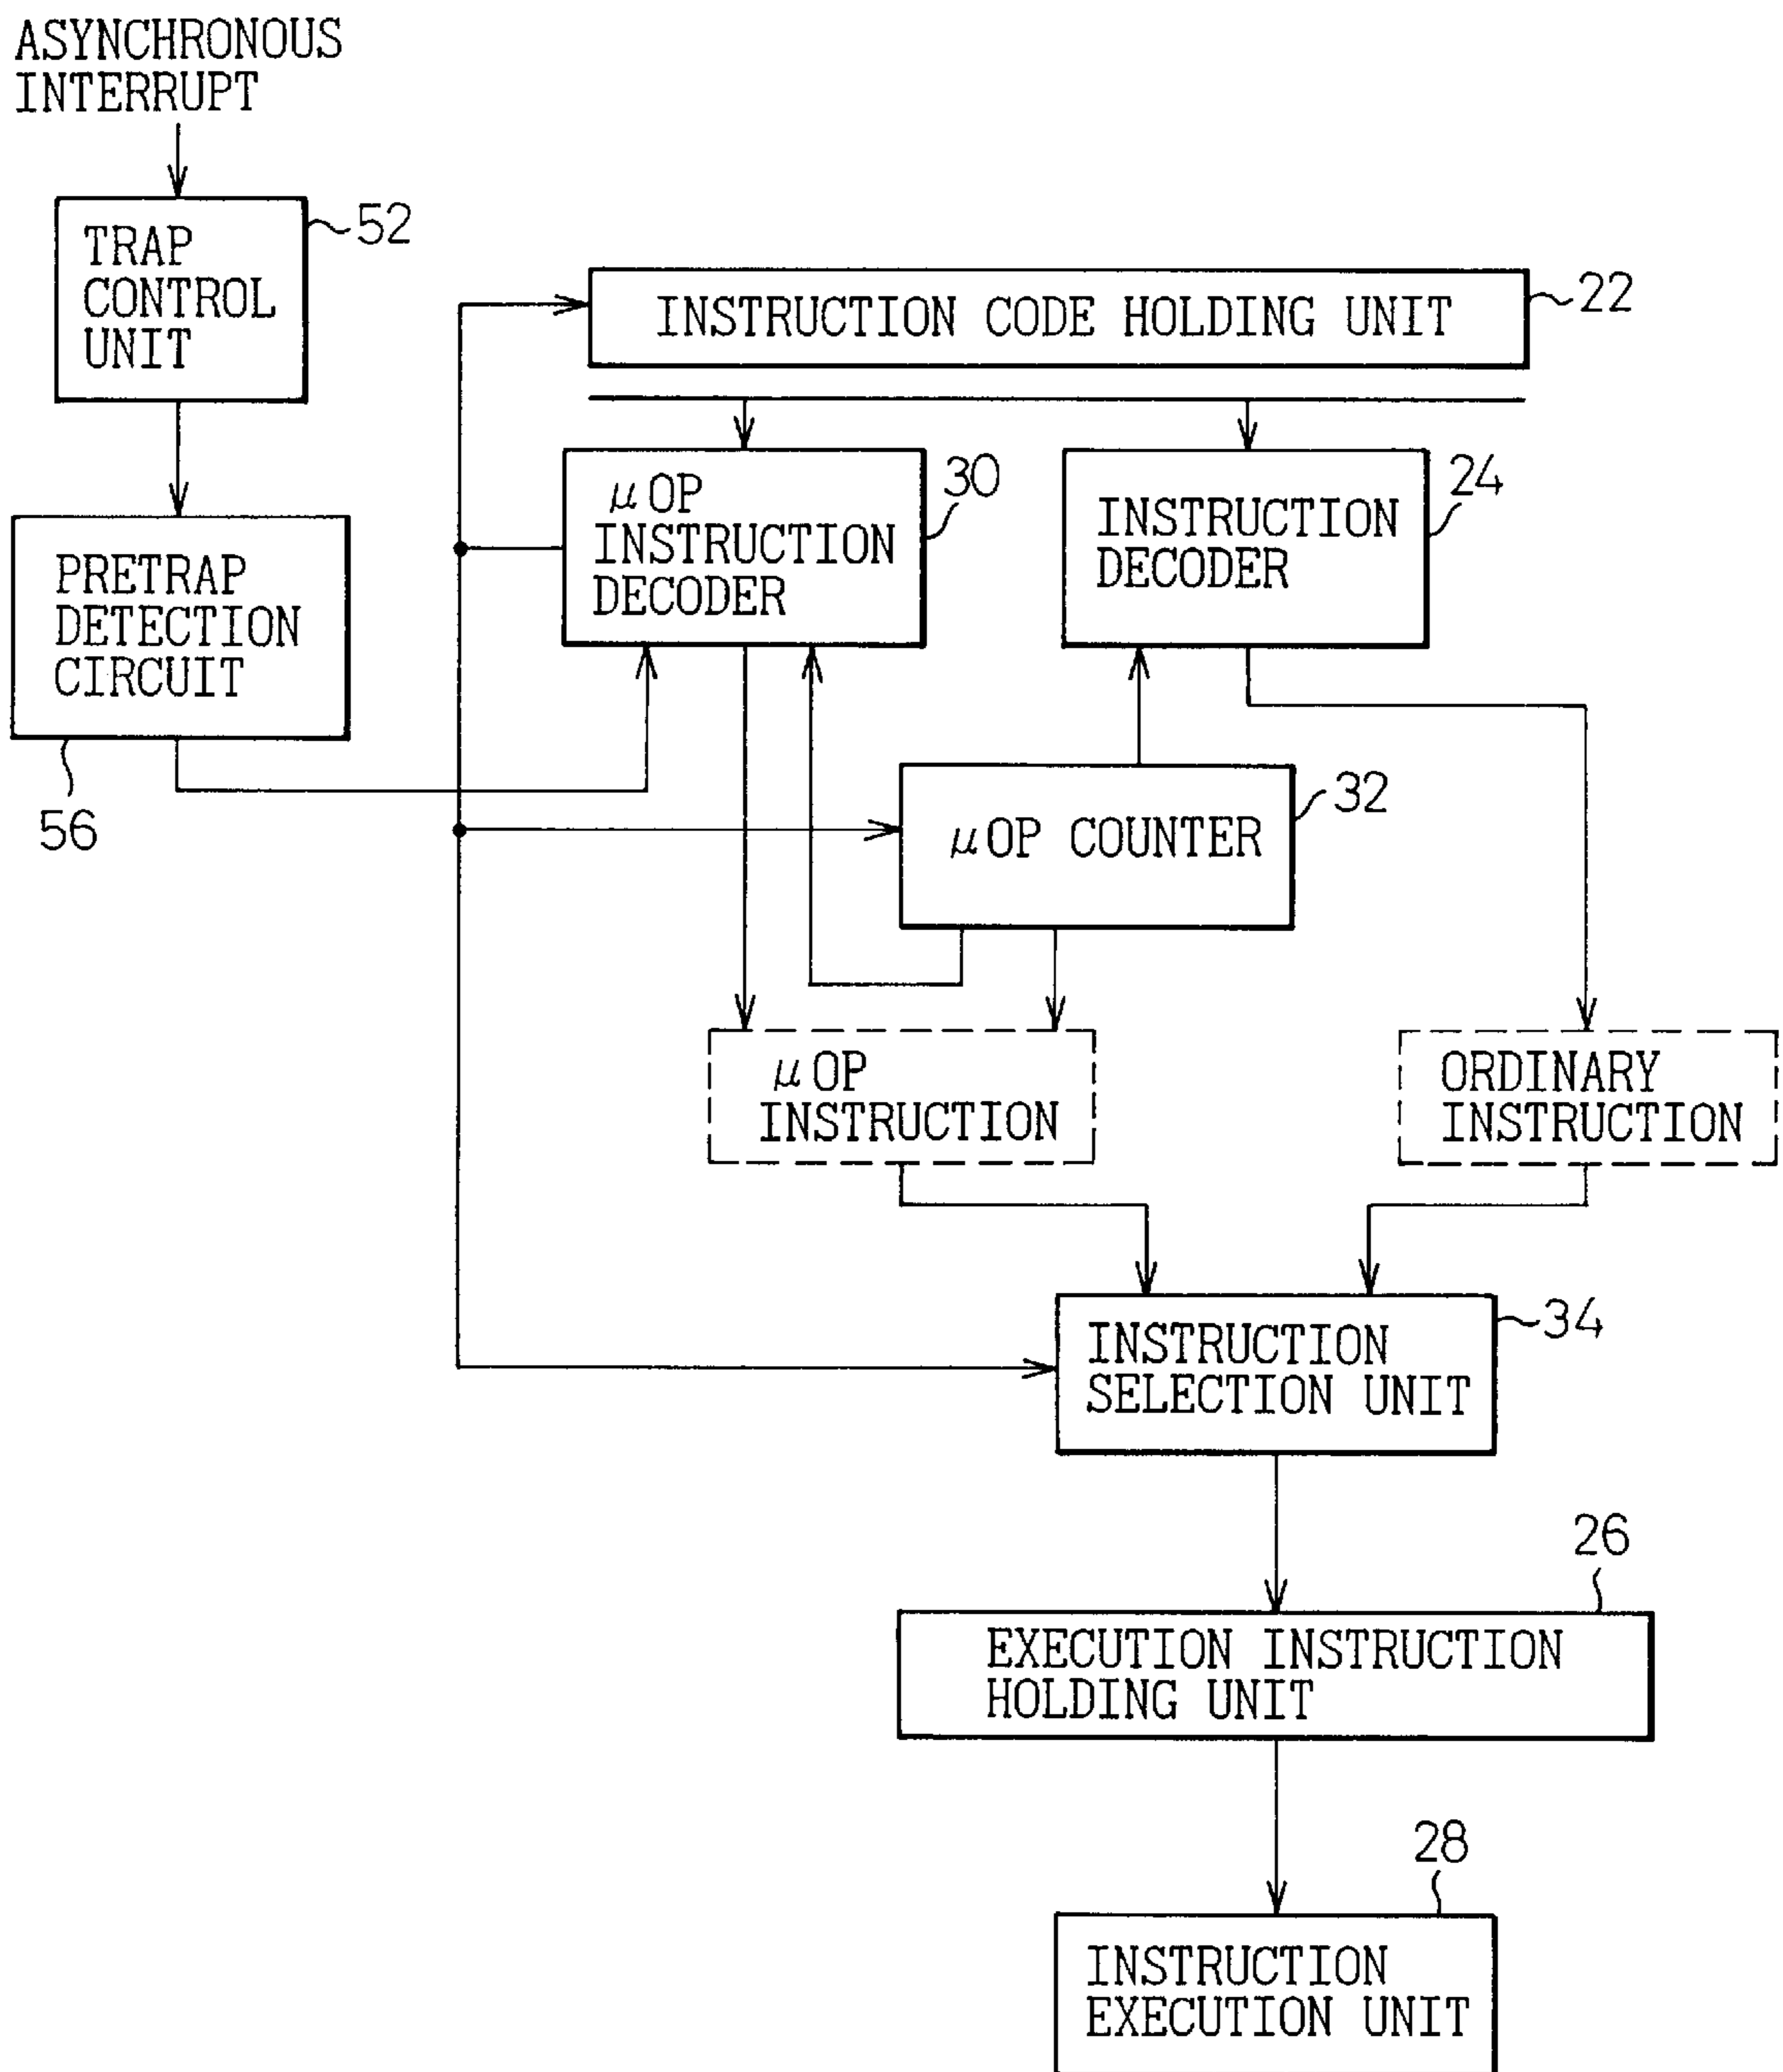 ASYNCHRONOUS
INTERRUPT
TRAP
CONTROL
UNIT
52
INSTRUCTION CODE HOLDING UNIT
22
μOP
INSTRUCTION
DECODER
30
INSTRUCTION
DECODER
24
PRETRAP
DETECTION
CIRCUIT
56
μOP COUNTER
32
μOP
INSTRUCTION
ORDINARY
INSTRUCTION
INSTRUCTION
SELECTION UNIT
34
26
EXECUTION INSTRUCTION
HOLDING UNIT
28
INSTRUCTION
EXECUTION UNIT